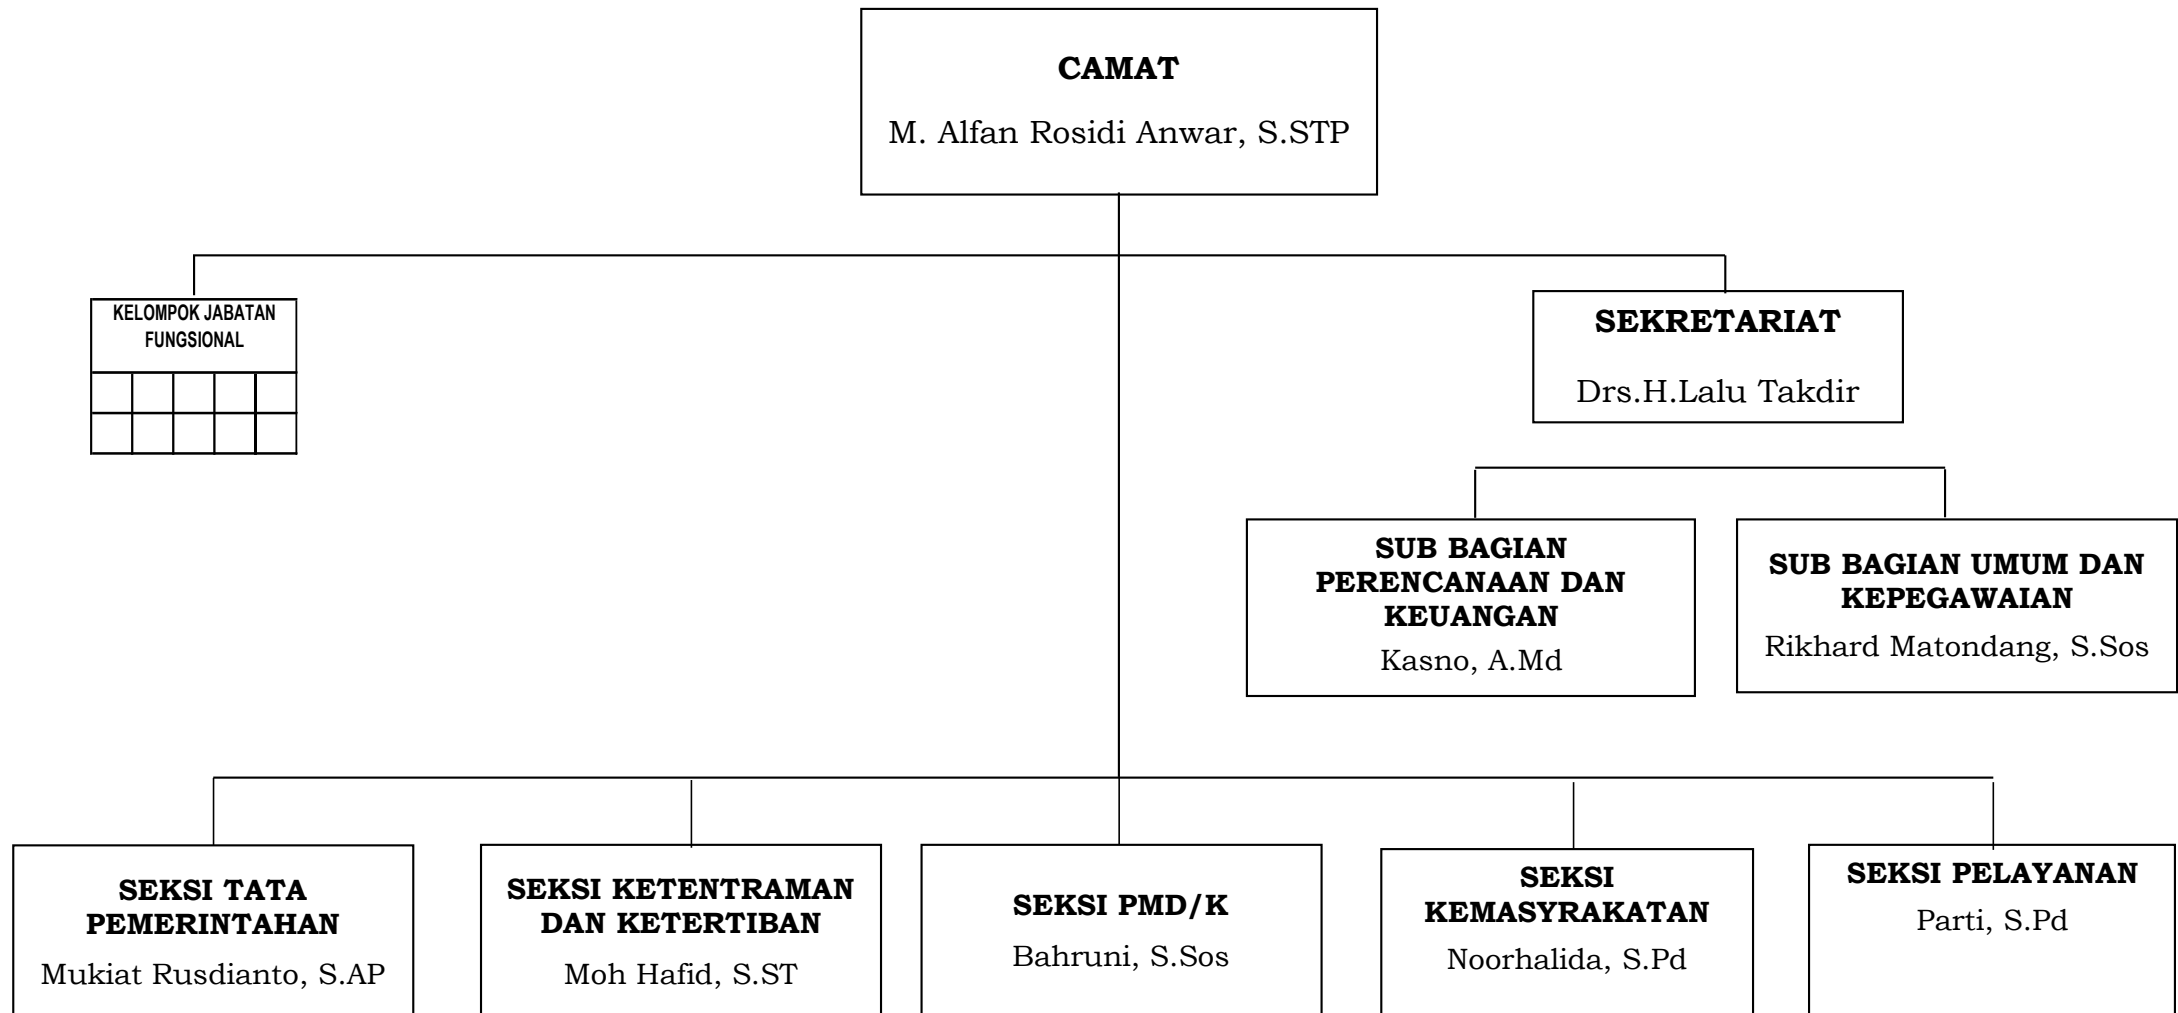 CAMAT
M. Alfan Rosidi Anwar, S.STP
KELOMPOK JABATAN
FUNGSIONAL
SEKRETARIAT
Drs.H.Lalu Takdir
SUB BAGIAN
PERENCANAAN DAN
KEUANGAN
Kasno, A.Md
SUB BAGIAN UMUM DAN
KEPEGAWAIAN
Rikhard Matondang, S.Sos
SEKSI TATA
PEMERINTAHAN
Mukiat Rusdianto, S.AP
SEKSI KETENTRAMAN
DAN KETERTIBAN
Moh Hafid, S.ST
SEKSI PMD/K
Bahruni, S.Sos
SEKSI
KEMASYRAKATAN
Noorhalida, S.Pd
SEKSI PELAYANAN
Parti, S.Pd